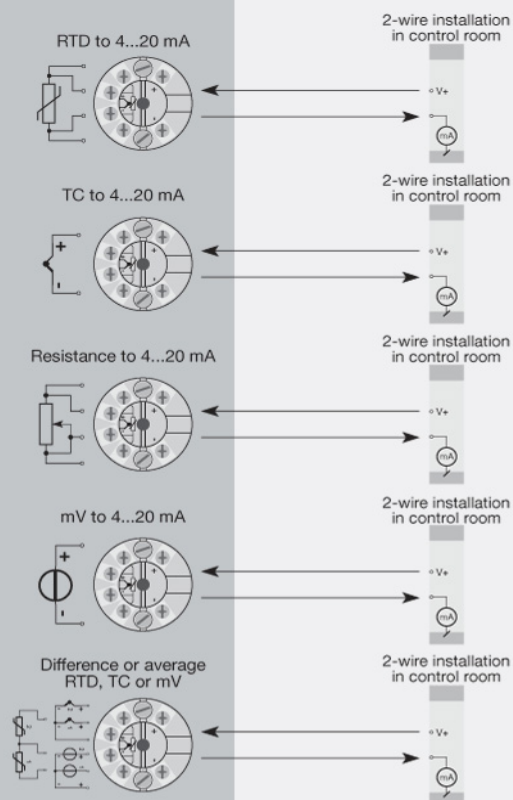 RTD to 4...20 mA
2-wire installation
in control room
V+
mA
TC to 4...20 mA
+
-
2-wire installation
in control room
V+
mA
Resistance to 4...20 mA
2-wire installation
in control room
V+
mA
mV to 4...20 mA
+
-
2-wire installation
in control room
V+
mA
Difference or average
RTD, TC or mV
2-wire installation
in control room
V+
mA